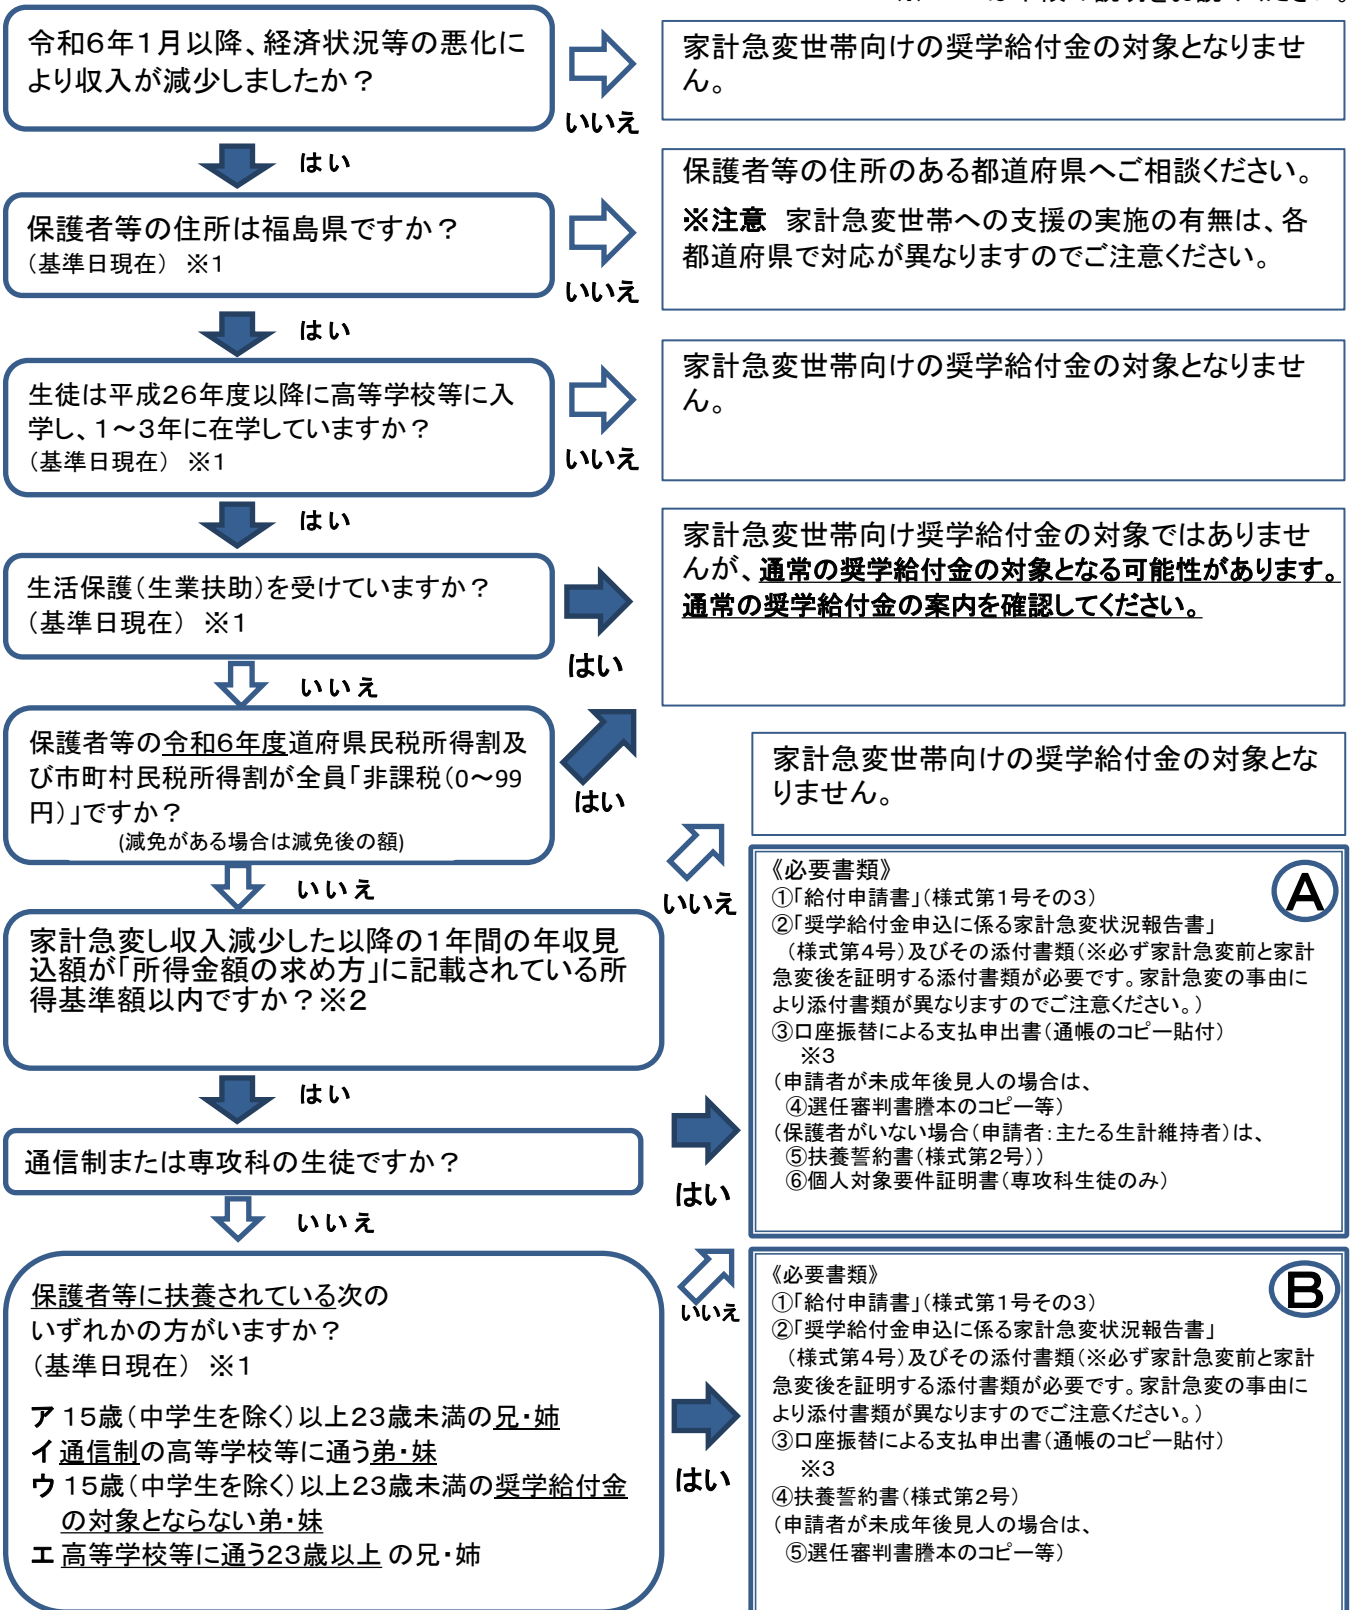 令和６年１月以降、経済状況等の悪化に
より収入が減少しましたか？
いいえ
家計急変世帯向けの奨学給付金の対象となりませ
ん。
はい
保護者等の住所は福島県ですか？
（基準日現在） ※1
いいえ
保護者等の住所のある都道府県へご相談ください。
※注意 家計急変世帯への支援の実施の有無は、各
都道府県で対応が異なりますのでご注意ください。
はい
生徒は平成２６年度以降に高等学校等に入
学し、１～３年に在学していますか？
（基準日現在） ※1
いいえ
家計急変世帯向けの奨学給付金の対象となりませ
ん。
はい
生活保護（生業扶助）を受けていますか？
（基準日現在） ※１
はい
家計急変世帯向け奨学給付金の対象ではありませ
んが、通常の奨学給付金の対象となる可能性があります。
通常の奨学給付金の案内を確認してください。
いいえ
保護者等の令和６年度道府県民税所得割及
び市町村民税所得割が全員「非課税（0～99
円）」ですか？
(減免がある場合は減免後の額)
はい
いいえ
家計急変し収入減少した以降の１年間の年収見
込額が「所得金額の求め方」に記載されている所
得基準額以内ですか？※２
いいえ
家計急変世帯向けの奨学給付金の対象とな
りません。
はい
通信制または専攻科の生徒ですか？
はい
《必要書類》
A
①「給付申請書」（様式第１号その３）
②「奨学給付金申込に係る家計急変状況報告書」
（様式第４号）及びその添付書類（※必ず家計急変前と家計
急変後を証明する添付書類が必要です。家計急変の事由に
より添付書類が異なりますのでご注意ください。）
③口座振替による支払申出書（通帳のコピー貼付）
※３
（申請者が未成年後見人の場合は、
④選任審判書謄本のコピー等）
（保護者がいない場合（申請者：主たる生計維持者）は、
⑤扶養誓約書（様式第２号））
⑥個人対象要件証明書（専攻科生徒のみ）
いいえ
保護者等に扶養されている次の
いずれかの方がいますか？
（基準日現在） ※１
ア １５歳（中学生を除く）以上２３歳未満の兄・姉
イ 通信制の高等学校等に通う弟・妹
ウ １５歳（中学生を除く）以上２３歳未満の奨学給付金
の対象とならない弟・妹
エ 高等学校等に通う２３歳以上 の兄・姉
いいえ
はい
《必要書類》
B
①「給付申請書」（様式第１号その３）
②「奨学給付金申込に係る家計急変状況報告書」
（様式第４号）及びその添付書類（※必ず家計急変前と家計
急変後を証明する添付書類が必要です。家計急変の事由に
より添付書類が異なりますのでご注意ください。）
③口座振替による支払申出書（通帳のコピー貼付）
※３
④扶養誓約書（様式第２号）
（申請者が未成年後見人の場合は、
⑤選任審判書謄本のコピー等）